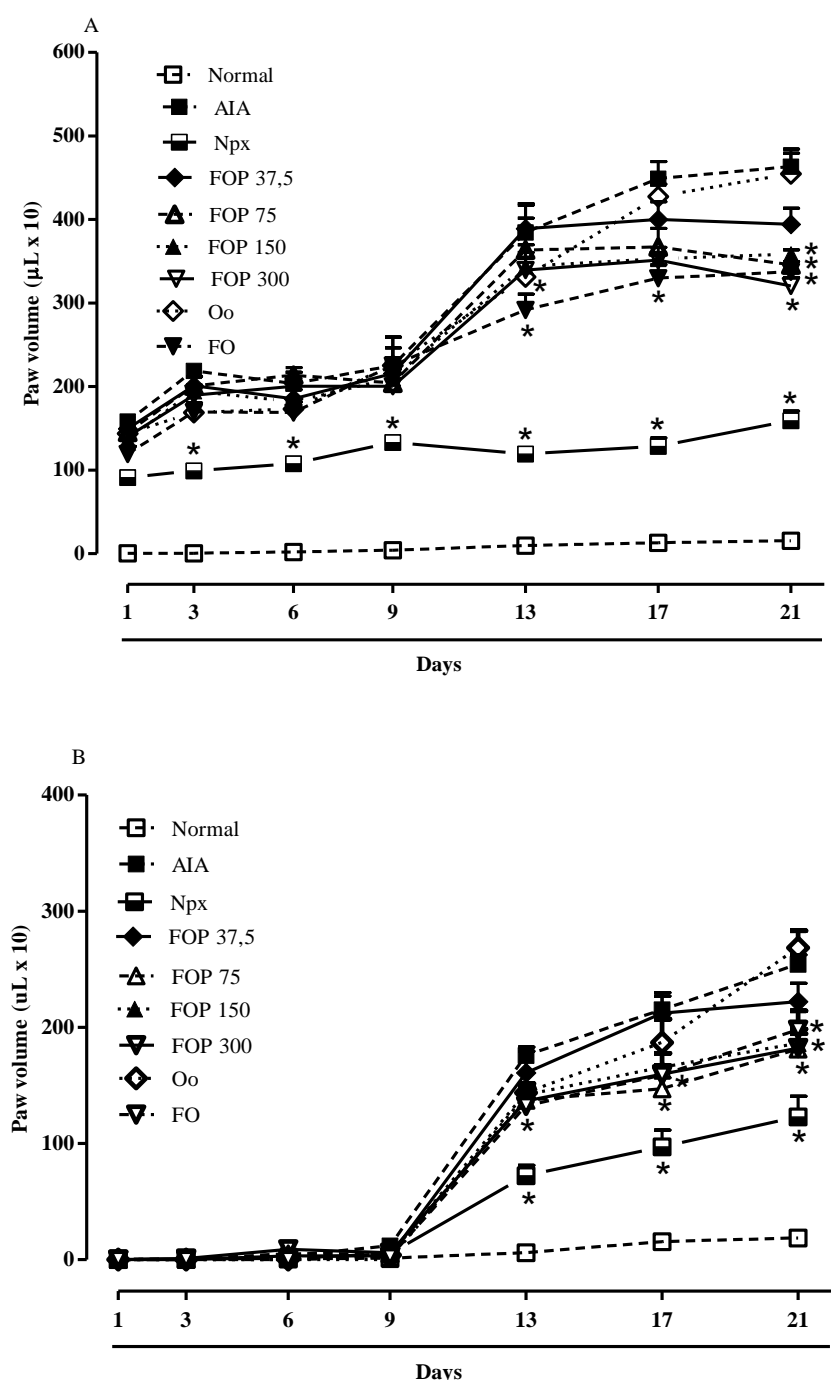 A
Paw volume (µL x 10)
600
500
400
300
200
100
0
Normal
AIA
Npx
FOP 37,5
FOP 75
FOP 150
FOP 300
Oo
FO
*
*
*
*
*
*
*
*
*
*
*
*
*
*
1
3
6
9
13
17
21
Days
B
Paw volume (uL x 10)
400
300
200
100
0
Normal
AIA
Npx
FOP 37,5
FOP 75
FOP 150
FOP 300
Oo
FO
*
*
*
*
*
*
*
*
*
1
3
6
9
13
17
21
Days